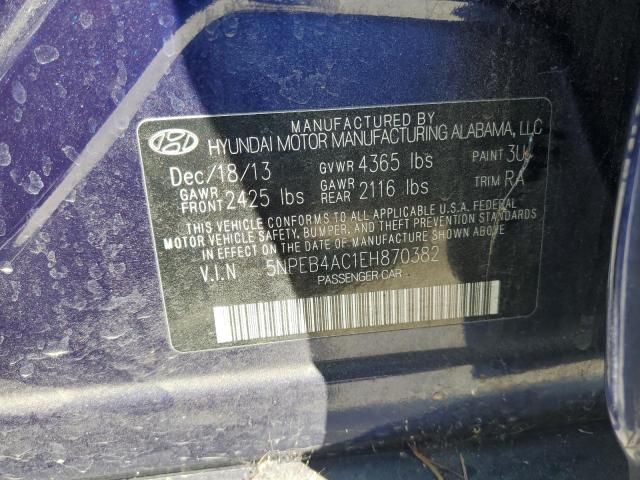 MANUFACTURED BY
HYUNDAI MOTOR MANUFACTURING ALABAMA, LLC
Dec/18/13 GVWR 4365 lbs PAINT 3U
GAWR FRONT 2425 lbs GAWR REAR 2116 lbs TRIM RA
THIS VEHICLE CONFORMS TO ALL APPLICABLE U.S.A. FEDERAL
MOTOR VEHICLE SAFETY, BUMPER, AND THEFT PREVENTION STANDARDS
IN EFFECT ON THE DATE OF MANUFACTURE SHOWN ABOVE.
V.I.N 5NPEB4AC1EH870382
PASSENGER CAR